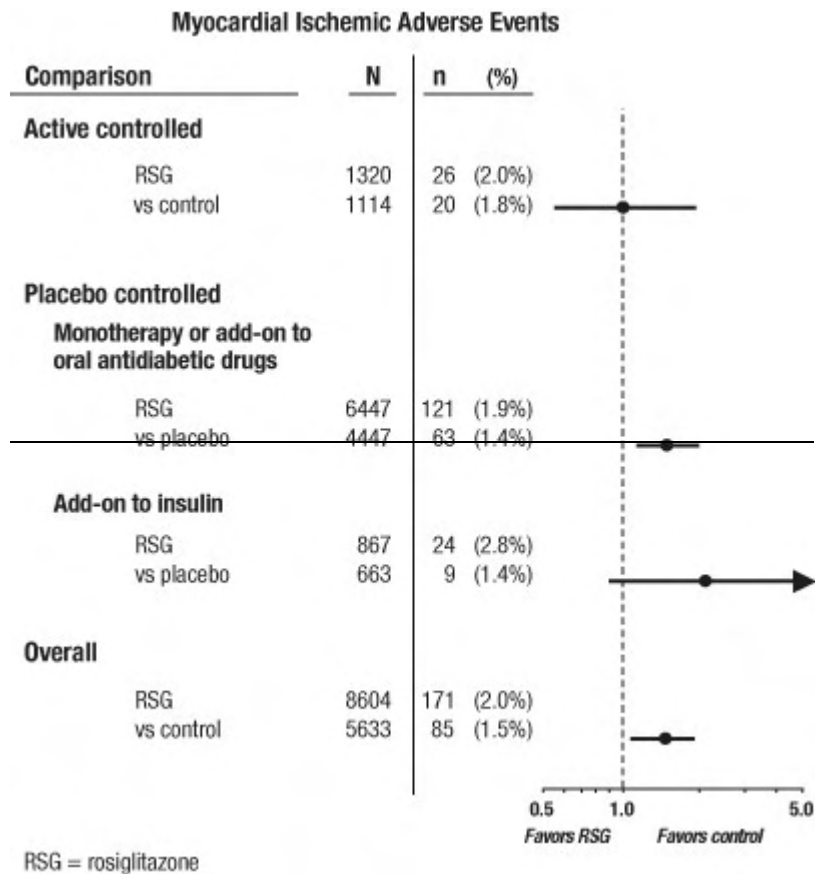 Myocardial Ischemic Adverse Events
Comparison N n (%)
Active controlled
RSG 1320 26 (2.0%)
vs control 1114 20 (1.8%)
Placebo controlled
Monotherapy or add-on to
oral antidiabetic drugs
RSG 6447 121 (1.9%)
vs placebo 4447 63 (1.4%)
Add-on to insulin
RSG 867 24 (2.8%)
vs placebo 663 9 (1.4%)
Overall
RSG 8604 171 (2.0%)
vs control 5633 85 (1.5%)
0.5 1.0 5.0
Favors RSG Favors control
RSG = rosiglitazone